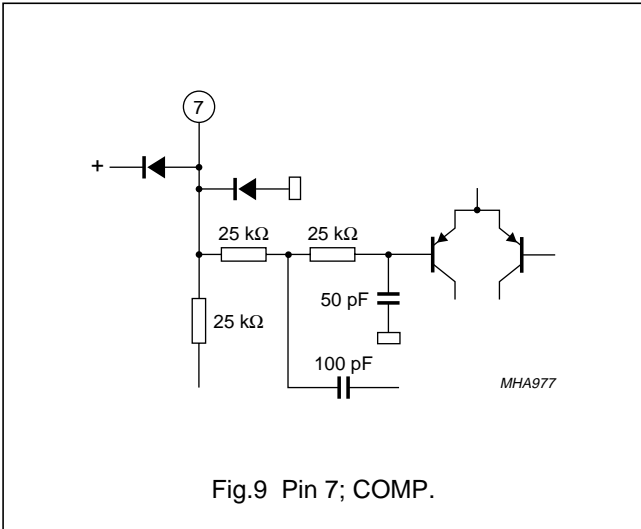 7
+
25 kΩ 25 kΩ
50 pF
25 kΩ
100 pF
MHA977
Fig.9 Pin 7; COMP.